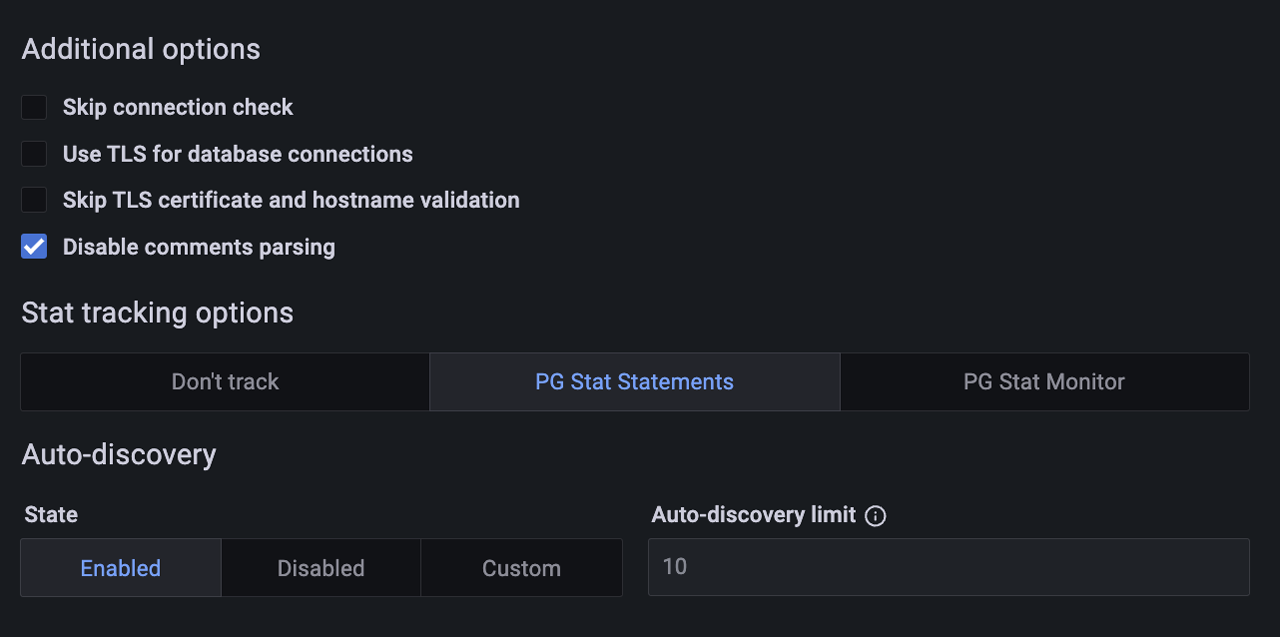 Additional options
Skip connection check
Use TLS for database connections
Skip TLS certificate and hostname validation
Disable comments parsing
Stat tracking options
Don't track PG Stat Statements PG Stat Monitor
Auto-discovery
State Auto-discovery limit
Enabled Disabled Custom 10